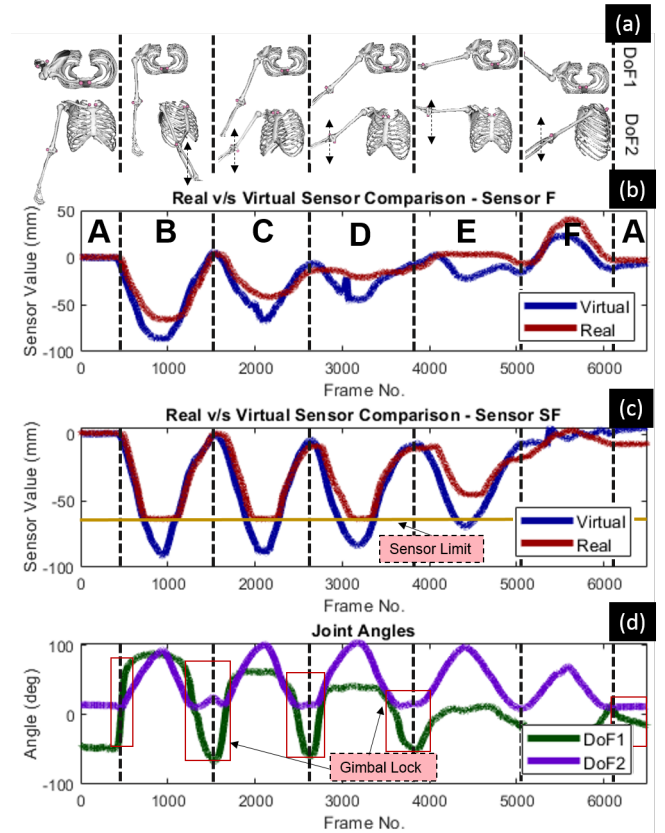 (a)
DoF1
DoF2
(b)
Real v/s Virtual Sensor Comparison - Sensor F
Sensor Value (mm)
50
0
-50
-100
A B C D E F A
Virtual
Real
0 1000 2000 3000 4000 5000 6000
Frame No.
(c)
Real v/s Virtual Sensor Comparison - Sensor SF
Sensor Value (mm)
0
-50
-100
Sensor Limit
Virtual
Real
0 1000 2000 3000 4000 5000 6000
Frame No.
(d)
Joint Angles
Angle (deg)
100
0
-100
Gimbal Lock
DoF1
DoF2
0 1000 2000 3000 4000 5000 6000
Frame No.